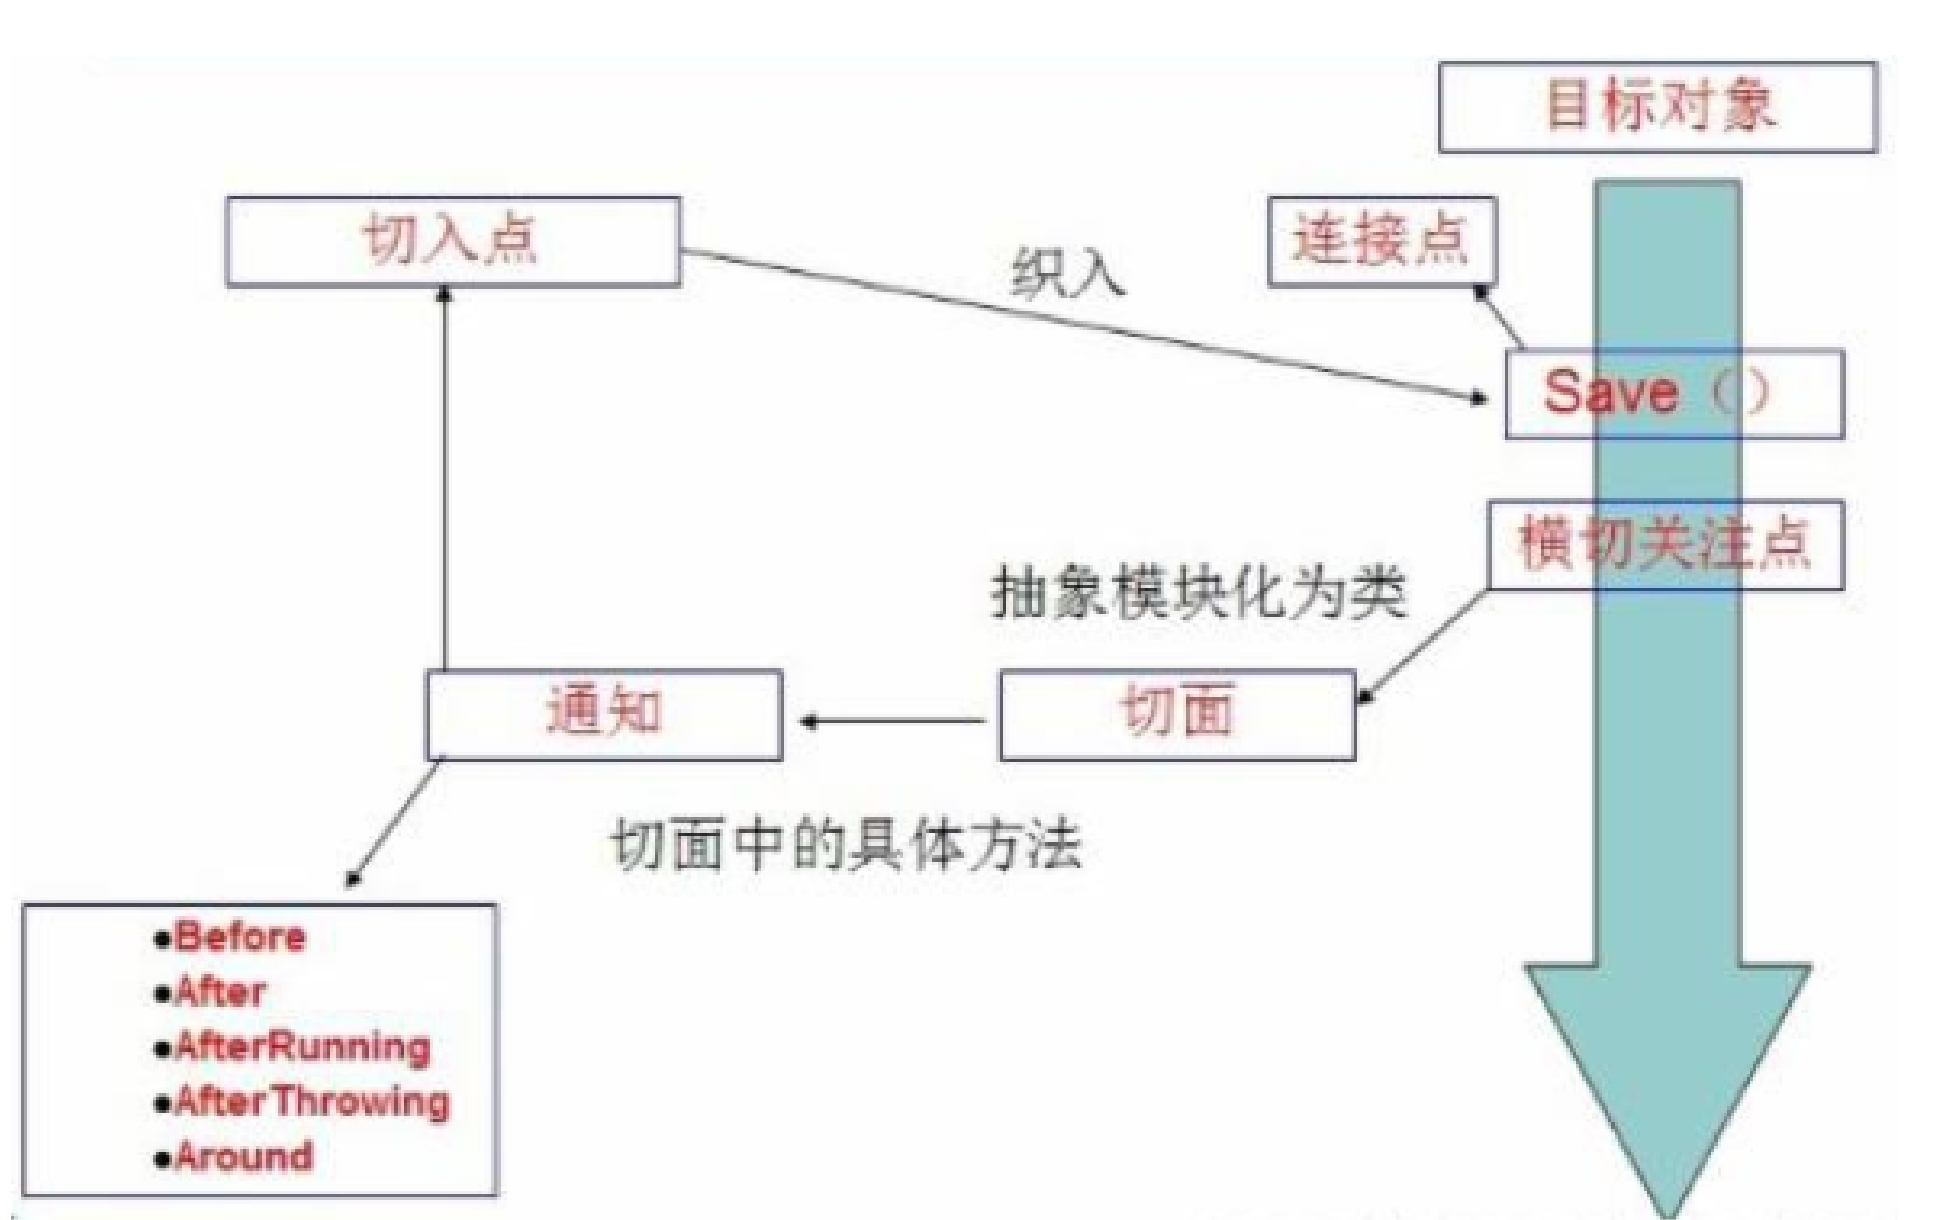 目标对象
切入点
连接点
织入
Save（）
横切关注点
抽象模块化为类
通知
切面
切面中的具体方法
•Before
•After
•AfterRunning
•AfterThrowing
•Around